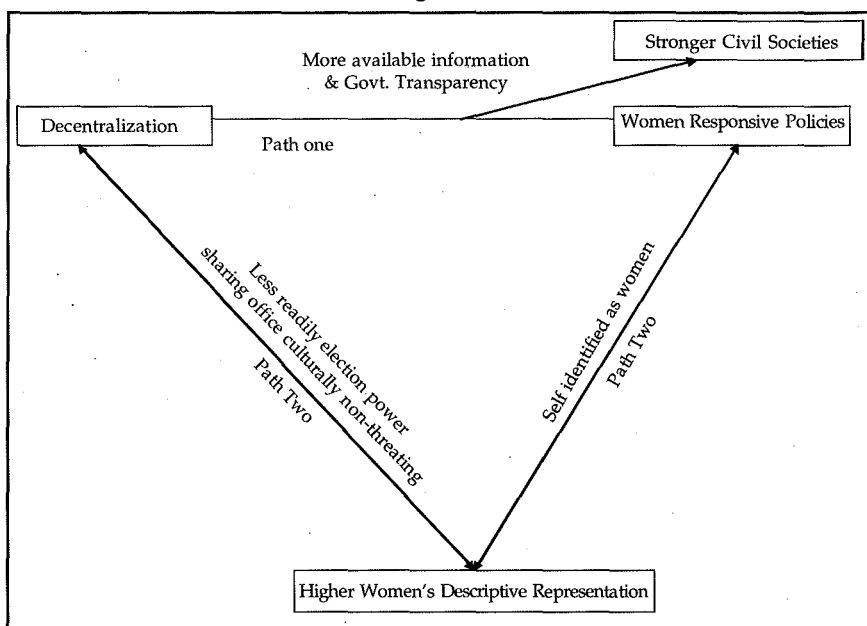 Stronger Civil Societies
More available information
& Govt. Transparency
Decentralization
Women Responsive Policies
Path one
Less readily election power
sharing office culturally non-threating
Path Two
Self identified as women
Path Two
Higher Women's Descriptive Representation